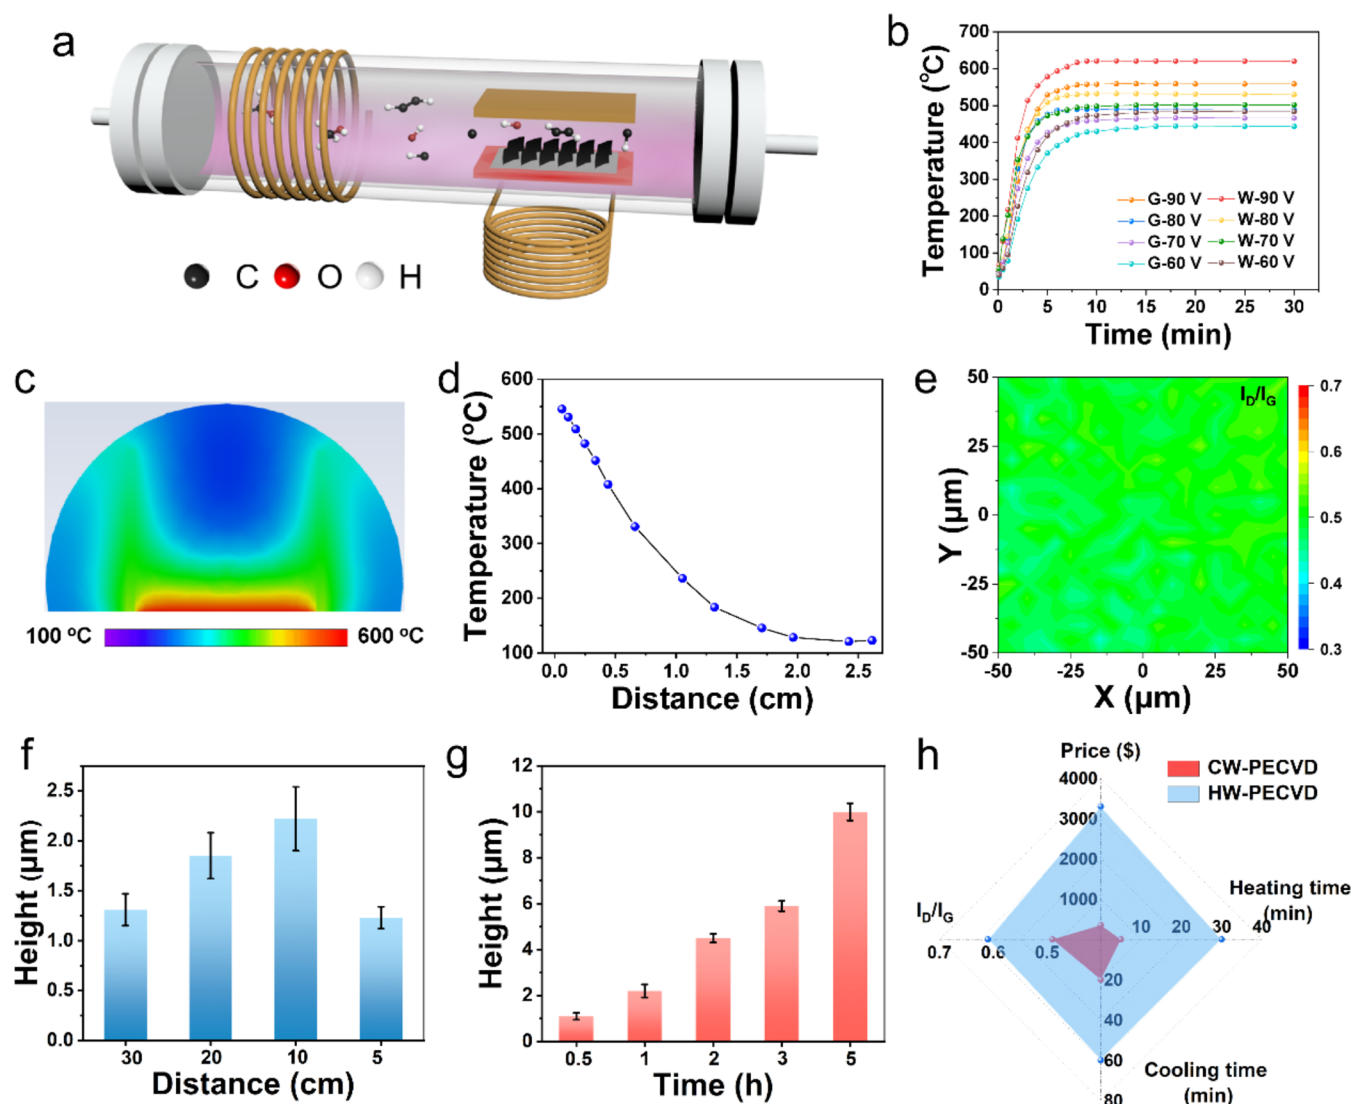 a
C O H
b
Temperature (°C)
700
600
500
400
300
200
100
0
G-90 V W-90 V
G-80 V W-80 V
G-70 V W-70 V
G-60 V W-60 V
0 5 10 15 20 25 30
Time (min)
c
100 °C 600 °C
d
Temperature (°C)
600
500
400
300
200
100
0.0 0.5 1.0 1.5 2.0 2.5
Distance (cm)
e
Y (µm)
50
25
0
-25
-50
I_D/I_G
0.7
0.6
0.5
0.4
0.3
-50 -25 0 25 50
X (µm)
f
Height (µm)
2.5
2.0
1.5
1.0
0.5
0.0
30 20 10 5
Distance (cm)
g
Height (µm)
12
10
8
6
4
2
0
0.5 1 2 3 5
Time (h)
h
Price ($)
CW-PECVD
HW-PECVD
4000
3000
2000
1000
Heating time
(min)
10 20 30 40
I_D/I_G
0.7 0.6 0.5
20
40
60
80
Cooling time
(min)